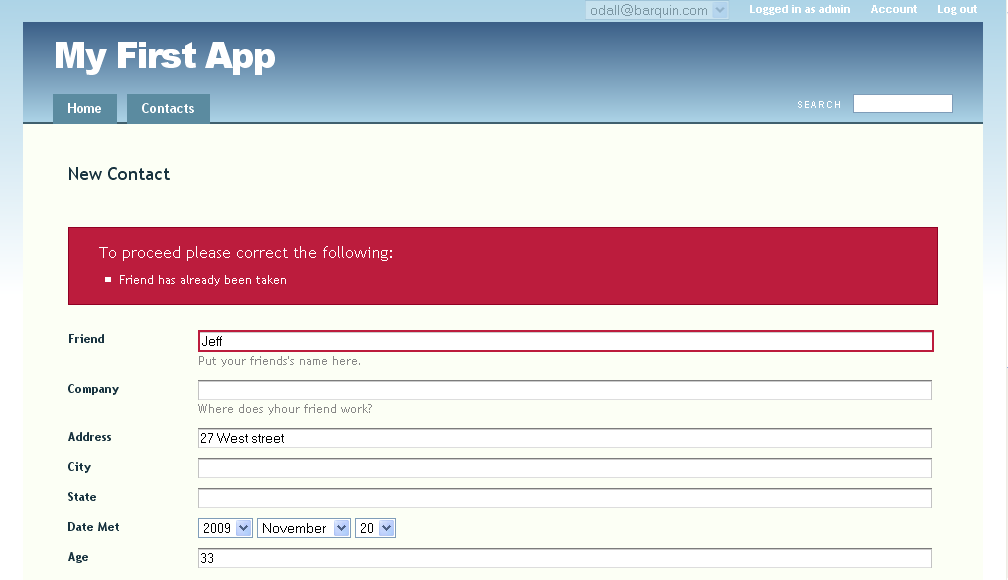 odall@barquin.com Logged in as admin Account Log out
My First App
Home Contacts SEARCH
New Contact
To proceed please correct the following:
Friend has already been taken
Friend Jeff
Put your friends's name here.
Company
Where does yhour friend work?
Address 27 West street
City
State
Date Met 2009 November 20
Age 33